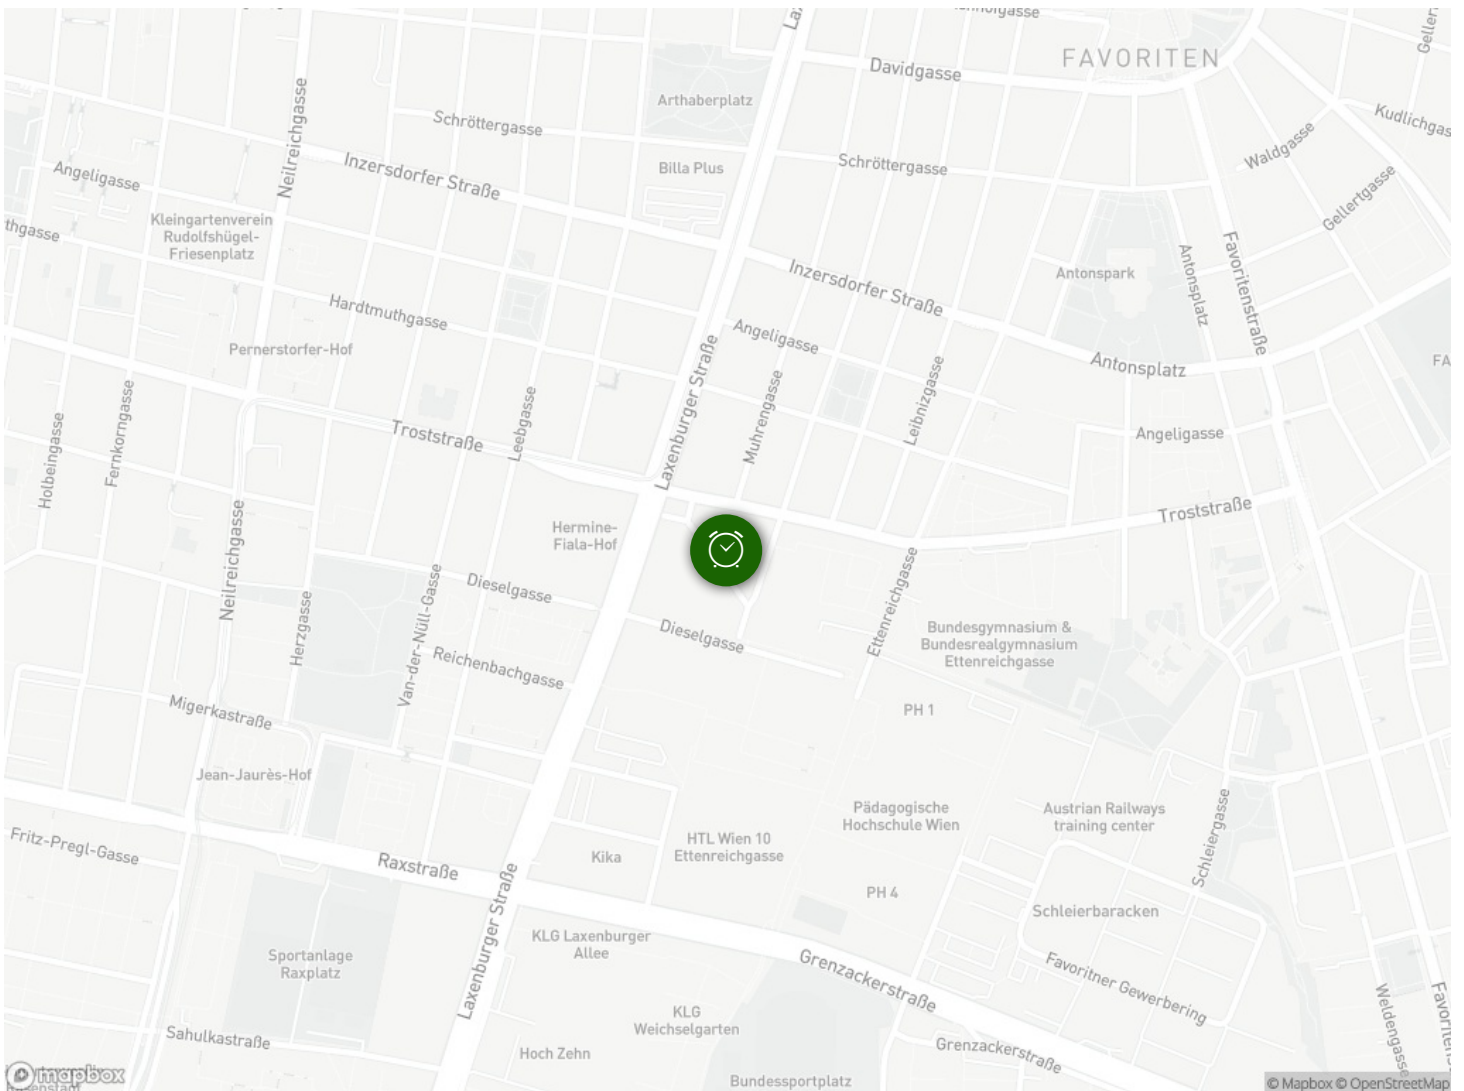 FAVORITEN
Davidgasse
Arthaberplatz
Kudlichgas
Schröttergasse
Waldgasse
Neilreichgasse
Inzersdorfer Straße
Billa Plus
Schröttergasse
Angeligasse
Gellertgasse
Kleingartenverein
Rudolfshügel-
Friesenplatz
thgasse
Antonspark
Antonsplatz
Favoritenstraße
Inzersdorfer Straße
Hardtmuthgasse
Angeligasse
Pernerstorfer-Hof
Antonsplatz
FA
Laxenburger Straße
Muhrengasse
Leibnizgasse
Holbeingasse
Fernkorngasse
Troststraße
Leebgasse
Angeligasse
Troststraße
Hermine-
Fiala-Hof
Neilreichgasse
Herzgasse
Van-der-Nüll-Gasse
Dieselgasse
Dieselgasse
Ettenreichgasse
Bundesgymnasium &
Bundesrealgymnasium
Ettenreichgasse
Reichenbachgasse
Migerkastraße
PH 1
Jean-Jaurès-Hof
Pädagogische
Hochschule Wien
Austrian Railways
training center
Schleiergasse
Fritz-Pregl-Gasse
HTL Wien 10
Ettenreichgasse
Kika
Raxstraße
Laxenburger Straße
PH 4
Schleierbaracken
KLG Laxenburger
Allee
Sportanlage
Raxplatz
Grenzackerstraße
Favoritner Gewerbering
Weldengasse
KLG
Weichselgarten
Sahulkastraße
Hoch Zehn
Grenzackerstraße
Bundessportplatz
mapbox
© Mapbox © OpenStreetMap